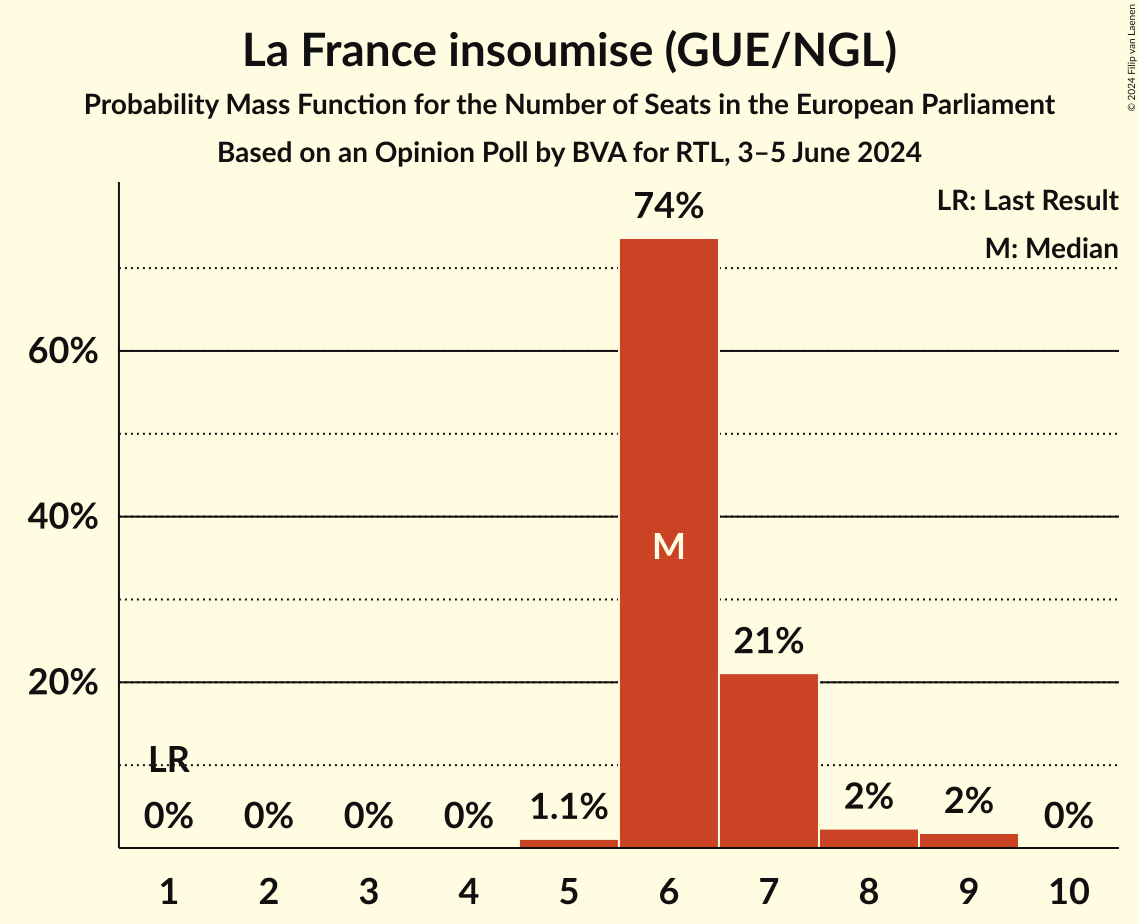 La France insoumise (GUE/NGL)
Probability Mass Function for the Number of Seats in the European Parliament
Based on an Opinion Poll by BVA for RTL, 3–5 June 2024
© 2024 Filip van Laenen
LR: Last Result
M: Median
74%
60%
40%
M
21%
20%
LR
0%
0%
0%
0%
1.1%
2%
2%
0%
1
2
3
4
5
6
7
8
9
10